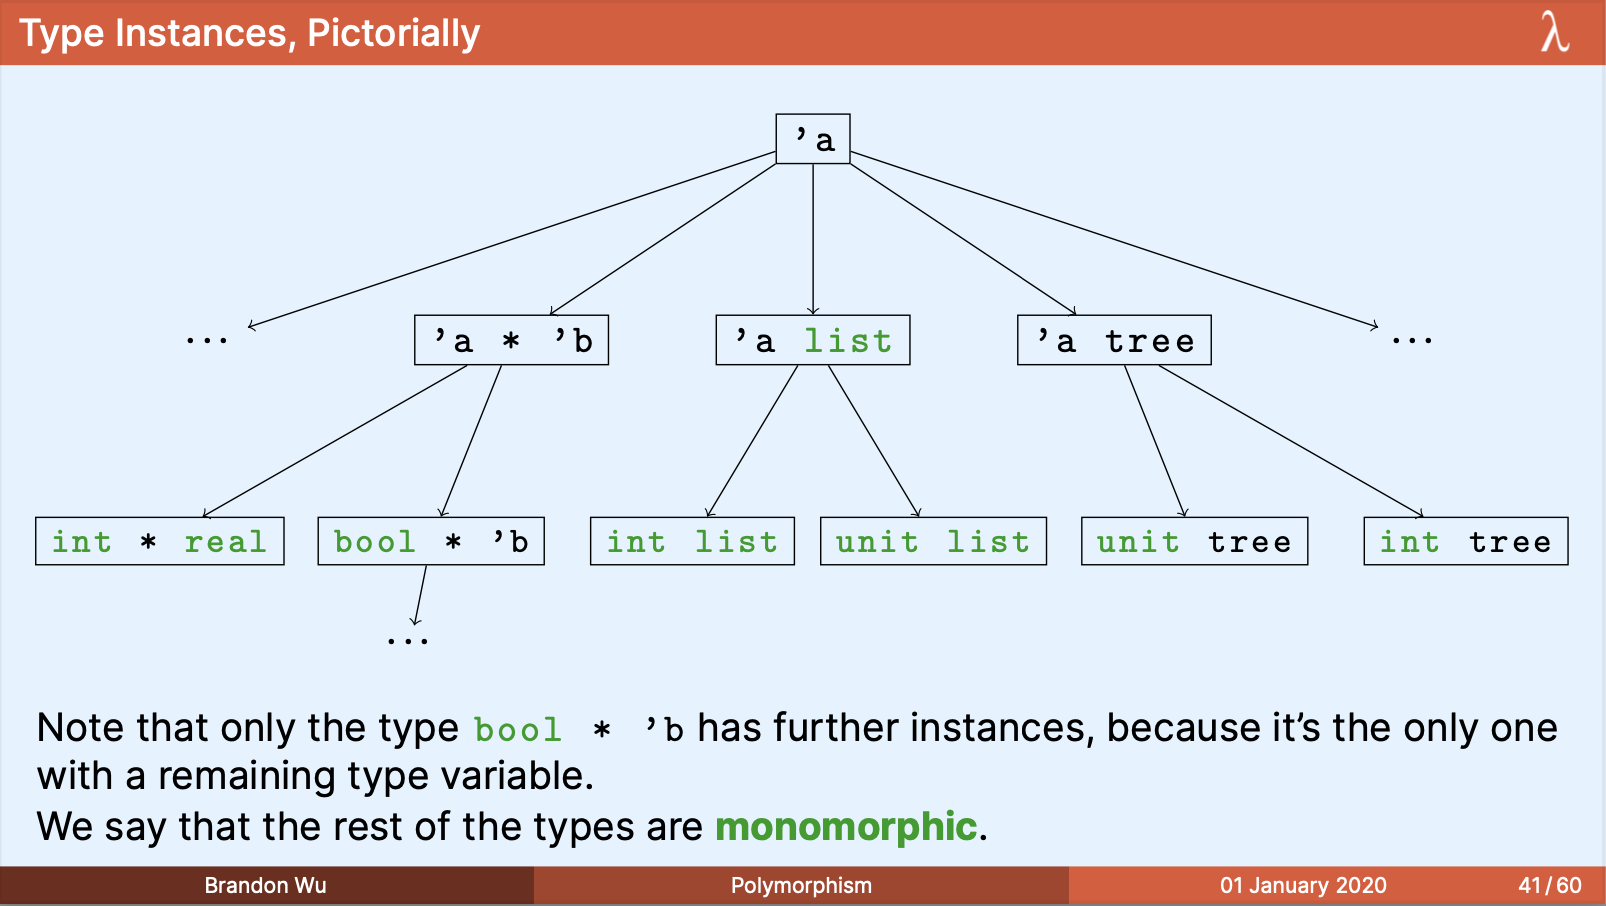 Type Instances, Pictorially λ
’a
... ’a * ’b ’a list ’a tree ...
int * real bool * ’b int list unit list unit tree int tree
...
Note that only the type bool * ’b has further instances, because it’s the only one
with a remaining type variable.
We say that the rest of the types are monomorphic.
Brandon Wu Polymorphism 01 January 2020 41/60